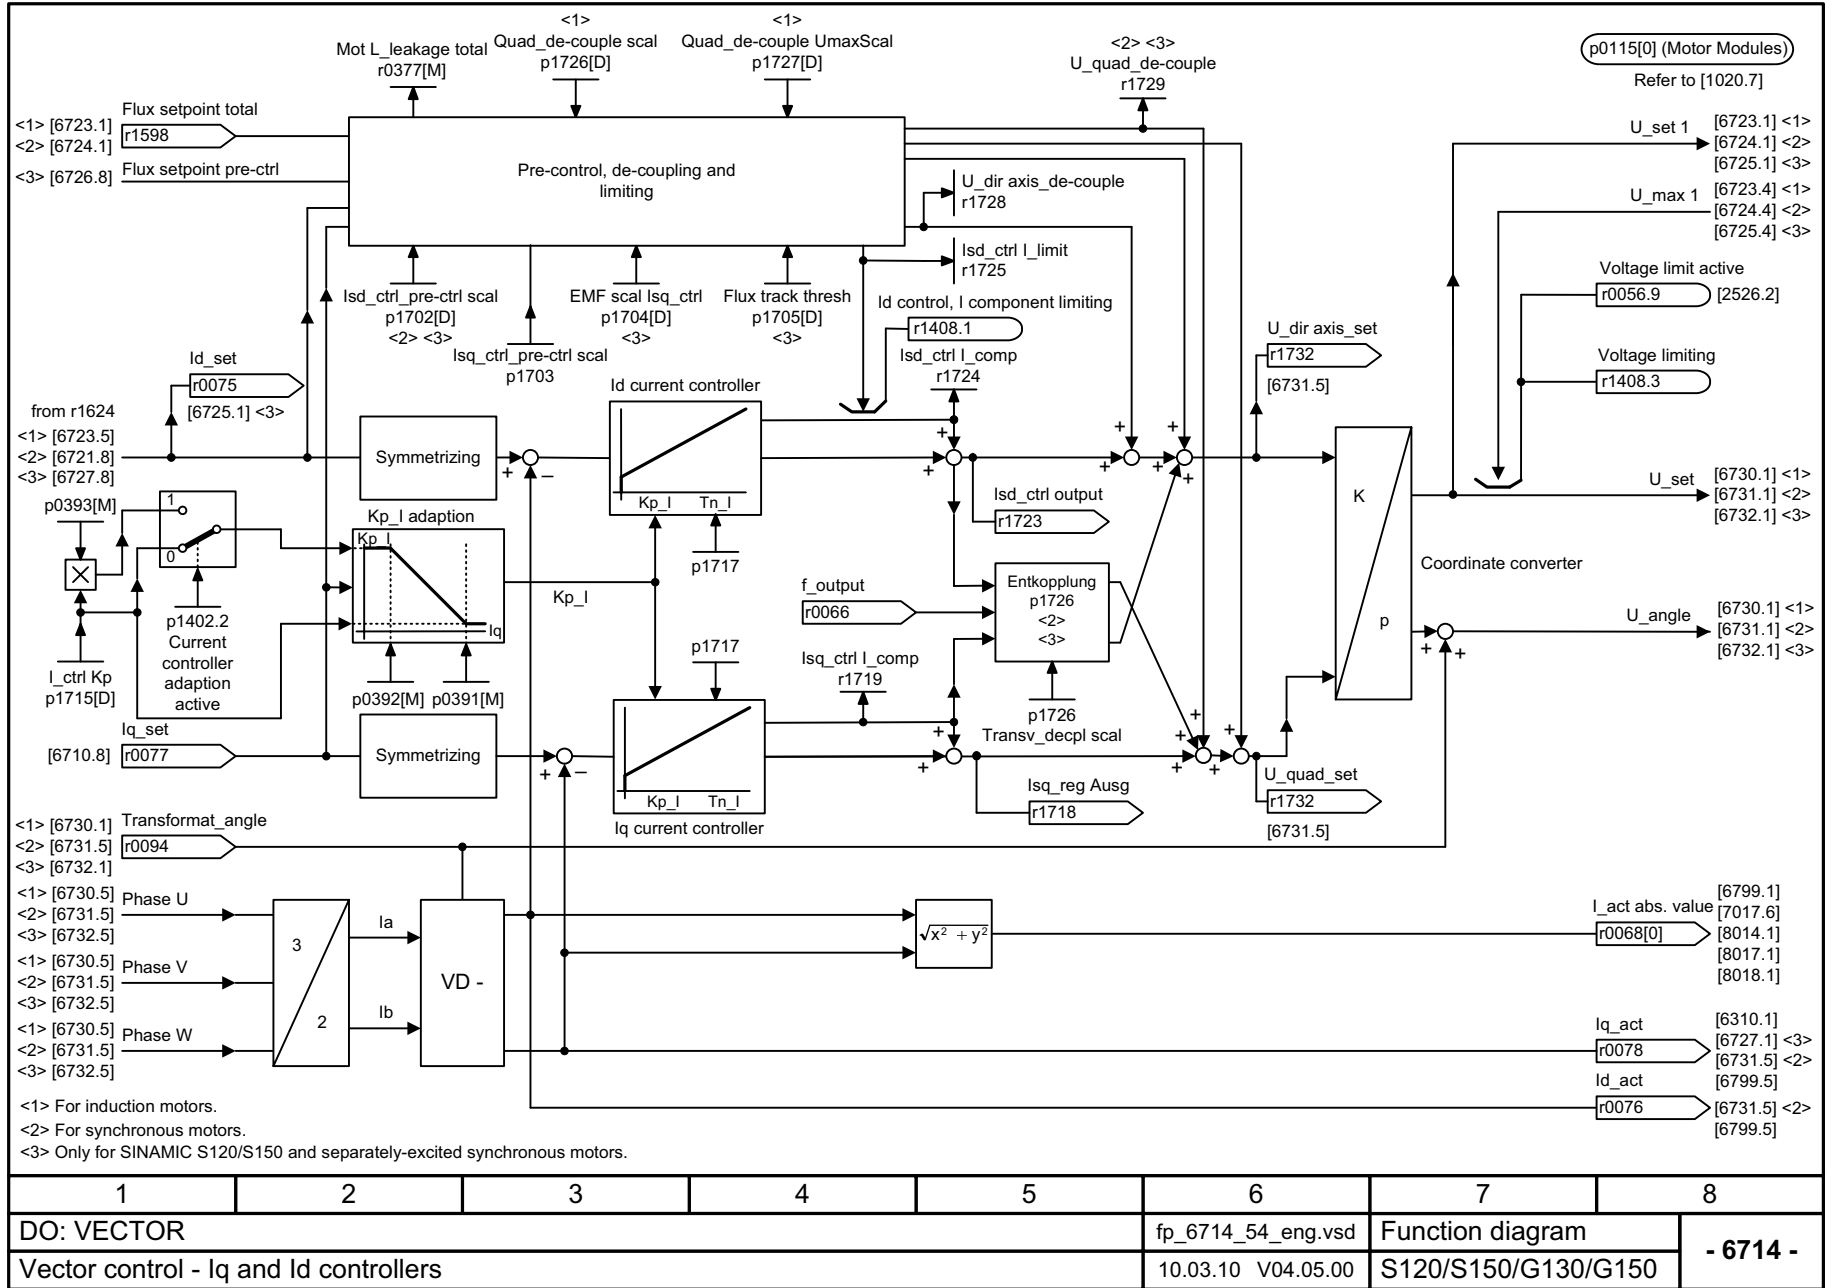 <1>
Quad_de-couple scal
p1726[D]
<1>
Quad_de-couple UmaxScal
p1727[D]
Mot L_leakage total
r0377[M]
<2> <3>
U_quad_de-couple
r1729
p0115[0] (Motor Modules)
Refer to [1020.7]
Flux setpoint total
<1> [6723.1]
<2> [6724.1]
r1598
<3> [6726.8]
Flux setpoint pre-ctrl
Pre-control, de-coupling and
limiting
U_dir axis_de-couple
r1728
Isd_ctrl I_limit
r1725
U_set 1
[6723.1] <1>
[6724.1] <2>
[6725.1] <3>
U_max 1
[6723.4] <1>
[6724.4] <2>
[6725.4] <3>
Voltage limit active
r0056.9
[2526.2]
Voltage limiting
r1408.3
Isd_ctrl_pre-ctrl scal
p1702[D]
<2> <3>
Isq_ctrl_pre-ctrl scal
p1703
EMF scal Isq_ctrl
p1704[D]
<3>
Flux track thresh
p1705[D]
<3>
Id control, I component limiting
r1408.1
Isd_ctrl I_comp
r1724
U_dir axis_set
r1732
[6731.5]
Id_set
r0075
[6725.1] <3>
from r1624
<1> [6723.5]
<2> [6721.8]
<3> [6727.8]
Symmetrizing
+
–
Id current controller
Kp_I
Tn_I
p1717
+
+
+
+
+
+
+
Isd_ctrl output
r1723
K
p
Coordinate converter
U_set
[6730.1] <1>
[6731.1] <2>
[6732.1] <3>
p0393[M]
1
0
X
p1402.2
Current
controller
adaption
active
I_ctrl Kp
p1715[D]
Kp_I adaption
Kp_I
Iq
p0392[M]
p0391[M]
Kp_I
f_output
r0066
Entkopplung
p1726
<2>
<3>
p1726
Transv_decpl scal
U_angle
[6730.1] <1>
[6731.1] <2>
[6732.1] <3>
+
+
p1717
Isq_ctrl I_comp
r1719
Iq_set
[6710.8]
r0077
Symmetrizing
+
–
Kp_I
Tn_I
Iq current controller
+
+
+
+
+
+
+
Isq_reg Ausg
r1718
U_quad_set
r1732
[6731.5]
Transformat_angle
<1> [6730.1]
<2> [6731.5]
<3> [6732.1]
r0094
<1> [6730.5]
<2> [6731.5]
<3> [6732.5]
Phase U
<1> [6730.5]
<2> [6731.5]
<3> [6732.5]
Phase V
<1> [6730.5]
<2> [6731.5]
<3> [6732.5]
Phase W
3
2
Ia
Ib
VD -
√x² + y²
I_act abs. value
r0068[0]
[6799.1]
[7017.6]
[8014.1]
[8017.1]
[8018.1]
Iq_act
r0078
[6310.1]
[6727.1] <3>
[6731.5] <2>
[6799.5]
Id_act
r0076
[6731.5] <2>
[6799.5]
<1> For induction motors.
<2> For synchronous motors.
<3> Only for SINAMIC S120/S150 and separately-excited synchronous motors.
1 2 3 4 5 6 7 8
DO: VECTOR
fp_6714_54_eng.vsd
Function diagram
- 6714 -
Vector control - Iq and Id controllers
10.03.10 V04.05.00
S120/S150/G130/G150